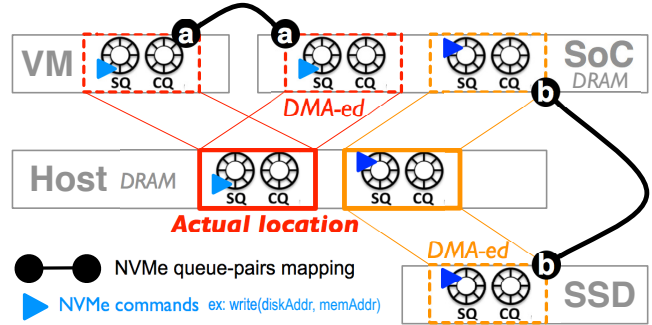 a
a
VM
SQ CQ
SQ CQ
SQ CQ
SoC
DRAM
DMA-ed
b
Host DRAM
SQ CQ
SQ CQ
Actual location
DMA-ed
b
NVMe queue-pairs mapping
SQ CQ
SSD
NVMe commands ex: write(diskAddr, memAddr)